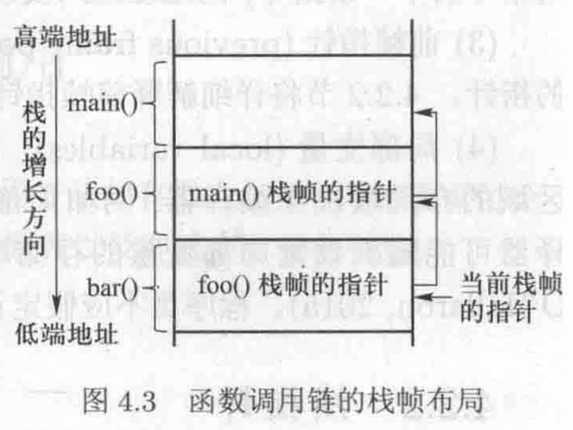 高端地址
main()
栈的增长方向
foo()
main() 栈帧的指针
bar()
foo() 栈帧的指针
当前栈帧
的指针
低端地址
图 4.3 函数调用链的栈帧布局